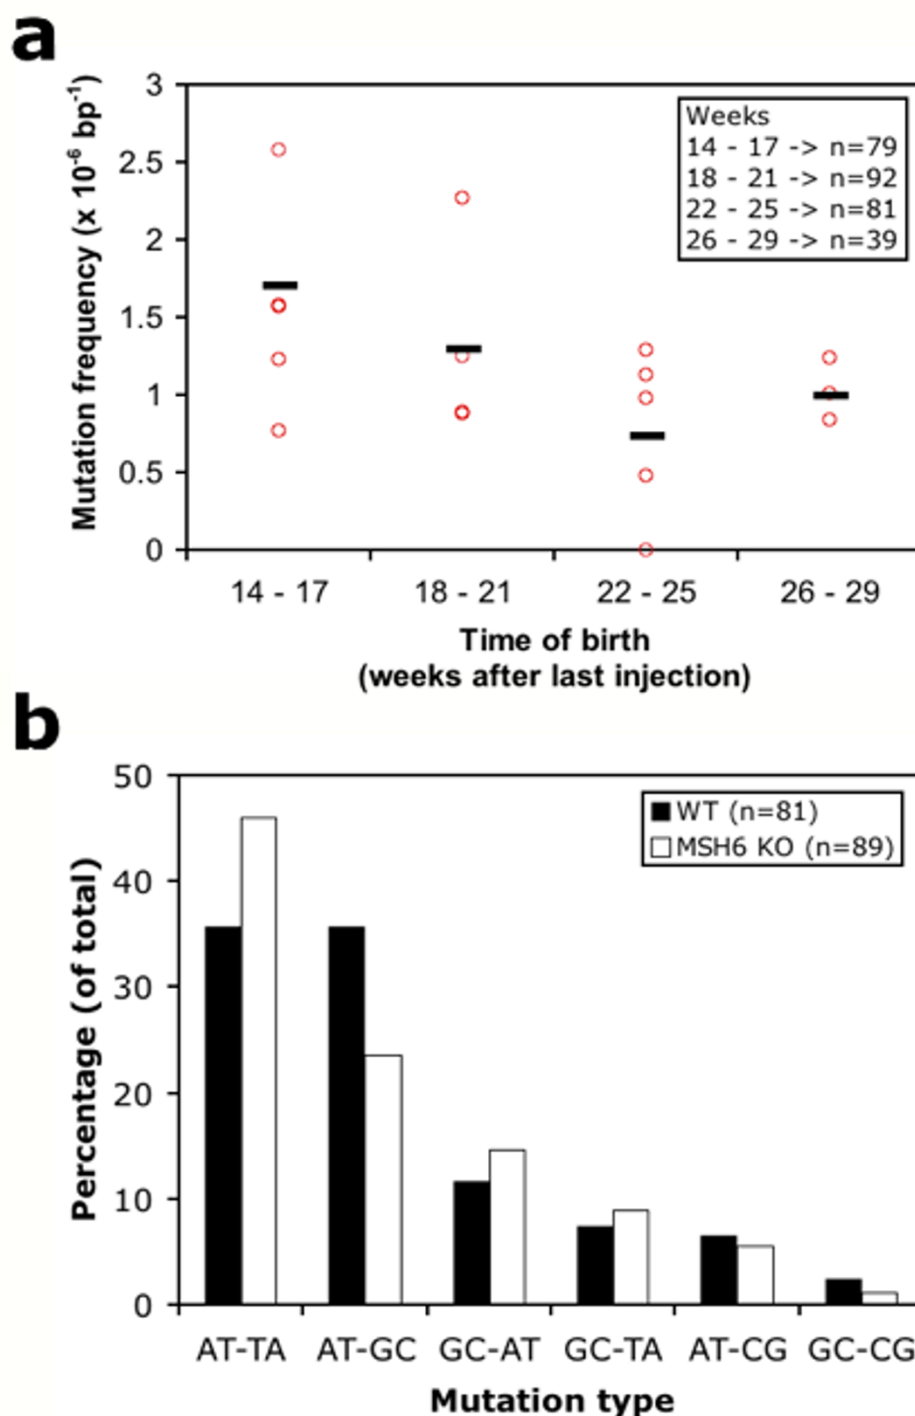 a
Mutation frequency (x 10⁻⁶ bp⁻¹)
3
2.5
2
1.5
1
0.5
0
Weeks
14 - 17 -> n=79
18 - 21 -> n=92
22 - 25 -> n=81
26 - 29 -> n=39
14 - 17 18 - 21 22 - 25 26 - 29
Time of birth
(weeks after last injection)
b
Percentage (of total)
50
40
30
20
10
0
WT (n=81)
MSH6 KO (n=89)
AT-TA AT-GC GC-AT GC-TA AT-CG GC-CG
Mutation type